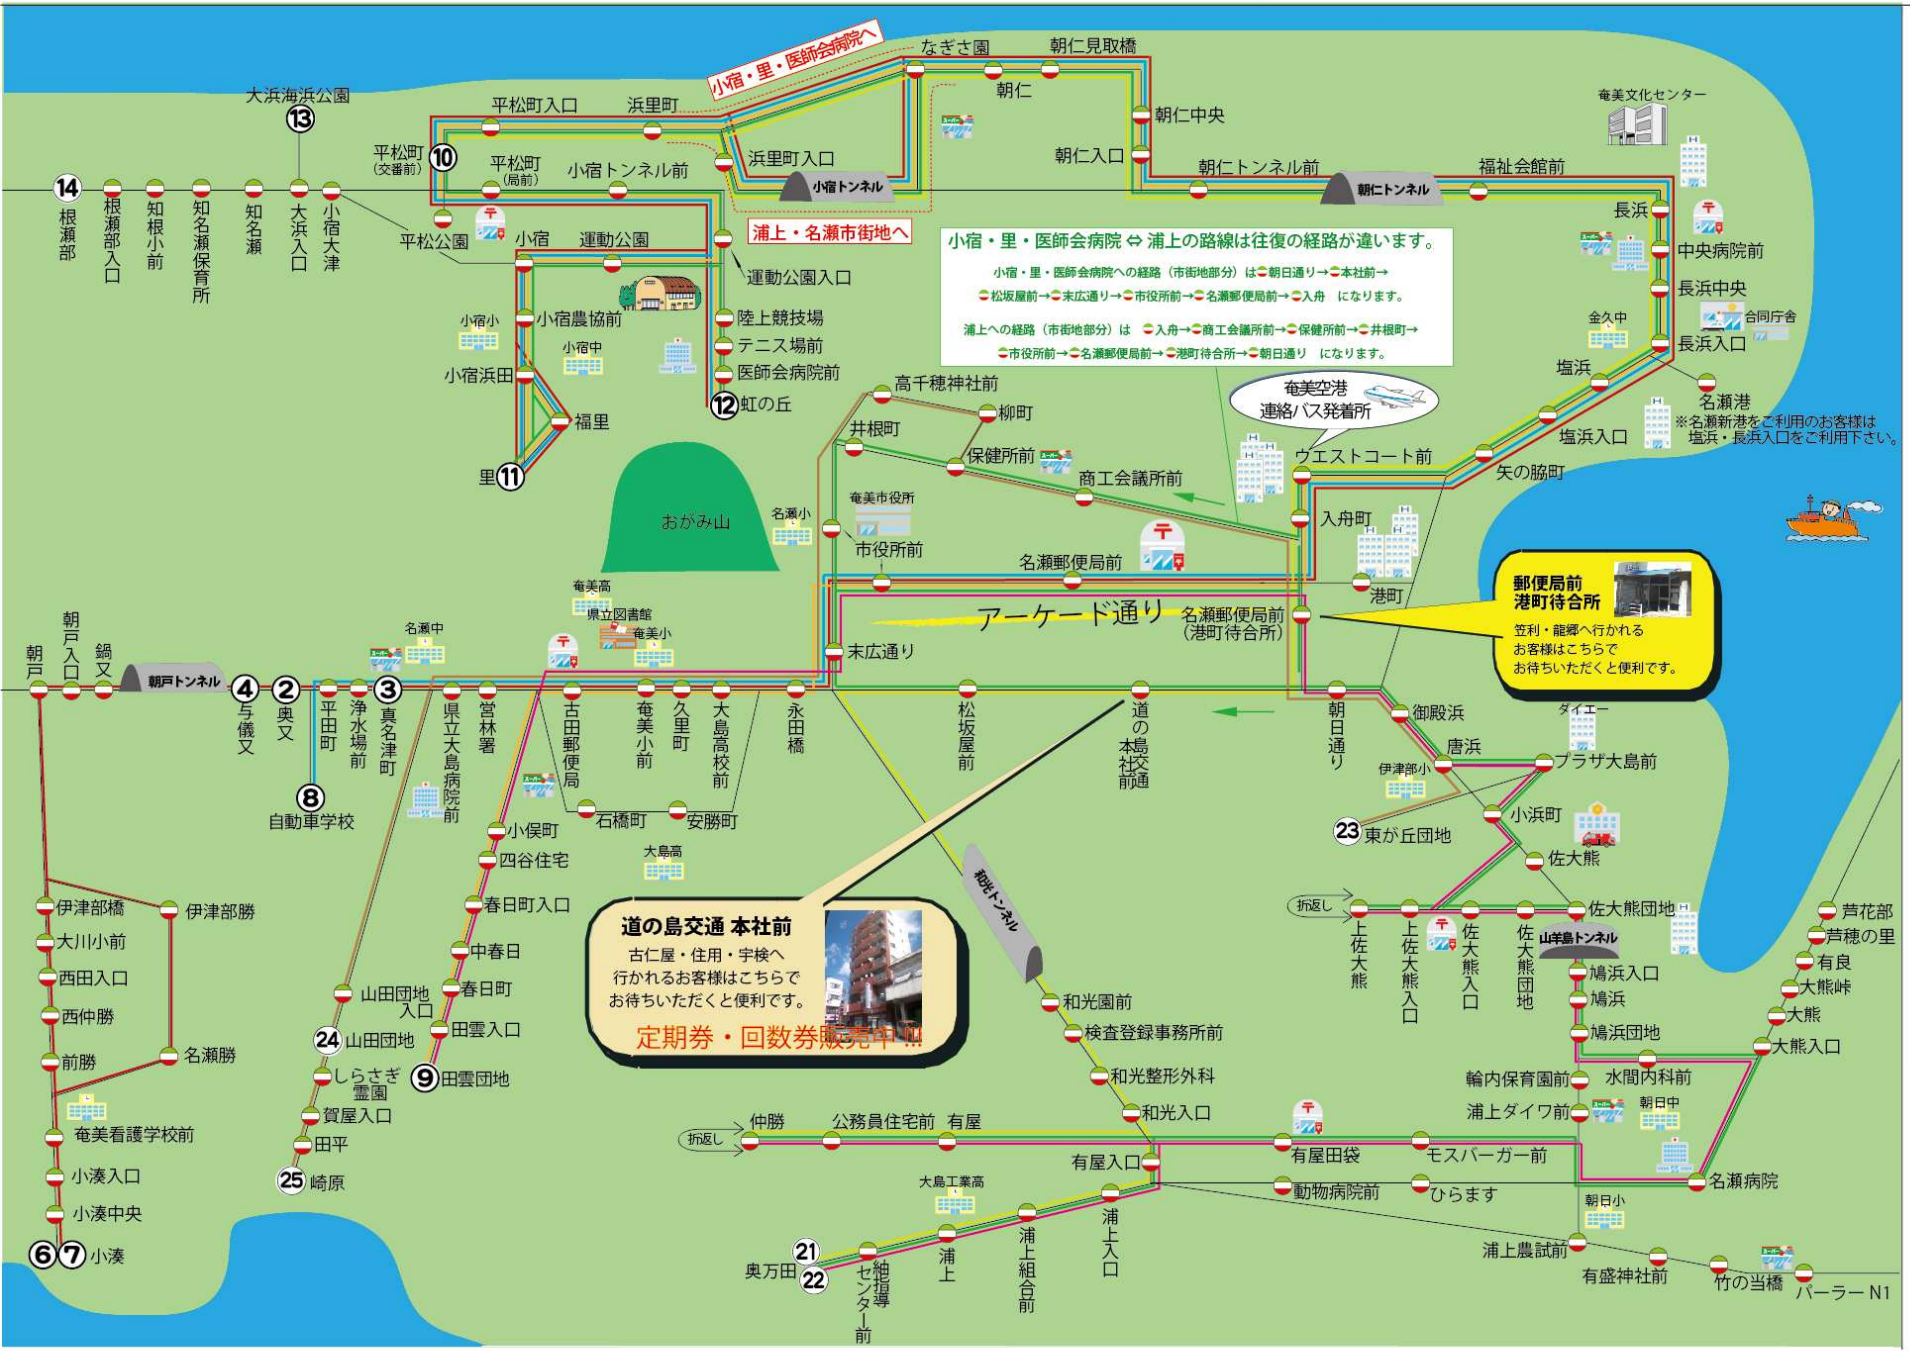 小宿・里・医師会病院へ
なぎさ園
朝仁見取橋
朝仁
朝仁中央
朝仁入口
朝仁トンネル前
朝仁トンネル
福祉会館前
奄美文化センター
大浜海浜公園
13
平松町入口
浜里町
平松町
(交番前)
10
平松町
(局前)
小宿トンネル前
浜里町入口
小宿トンネル
14
根瀬部
根瀬部入口
知根小前
知名瀬保育所
知名瀬
大浜入口
小宿大津
平松公園
小宿
運動公園
運動公園入口
浦上・名瀬市街地へ
小宿・里・医師会病院⇔浦上の路線は往復の経路が違います。
小宿・里・医師会病院への経路(市街地部分)は朝日通り→本社前→
松坂屋前→末広通り→市役所前→名瀬郵便局前→入舟 になります。
浦上への経路(市街地部分)は 入舟→商工会議所前→保健所前→井根町→
市役所前→名瀬郵便局前→港町待合所→朝日通り になります。
長浜
中央病院前
長浜中央
金久中
合同庁舎
長浜入口
塩浜
名瀬港
※名瀬新港をご利用のお客様は
塩浜・長浜入口をご利用下さい。
塩浜入口
矢の脇町
小宿小
小宿農協前
小宿中
小宿浜田
福里
里
11
陸上競技場
テニス場前
医師会病院前
12
虹の丘
高千穂神社前
柳町
井根町
保健所前
商工会議所前
奄美空港
連絡バス発着所
ウエストコート前
入舟町
おがみ山
名瀬小
奄美市役所
市役所前
名瀬郵便局前
港町
アーケード通り
名瀬郵便局前
(港町待合所)
郵便局前
港町待合所
笠利・龍郷へ行かれる
お客様はこちらで
お待ちいただくと便利です。
奄美高
県立図書館
奄美小
末広通り
名瀬中
朝戸
朝戸入口
鍋又
朝戸トンネル
4
与儀又
2
奥又
平田町
浄水場前
3
真名津町
県立大島病院前
営林署
古田郵便局
奄美小前
久里町
大島高校前
永田橋
松坂屋前
道の島交通
本社前
朝日通り
御殿浜
唐浜
ダイエー
プラザ大島前
伊津部小
23
東が丘団地
小浜町
佐大熊
8
自動車学校
石橋町
安勝町
小俣町
四谷住宅
大島高
春日町入口
中春日
春日町
田雲入口
9
田雲団地
伊津部橋
伊津部勝
大川小前
西田入口
西仲勝
前勝
名瀬勝
奄美看護学校前
小湊入口
小湊中央
6
7
小湊
山田団地
入口
24
山田団地
しらさぎ
霊園
賀屋入口
田平
25
崎原
道の島交通 本社前
古仁屋・住用・宇検へ
行かれるお客様はこちらで
お待ちいただくと便利です。
定期券・回数券販売中!!!
和光トンネル
和光園前
検査登録事務所前
和光整形外科
和光入口
折返し
上佐大熊
上佐大熊入口
佐大熊入口
佐大熊団地
佐大熊団地
山羊島トンネル
鳩浜入口
鳩浜
鳩浜団地
輪内保育園前
水間内科前
浦上ダイワ前
朝日中
芦花部
芦穂の里
有良
大熊峠
大熊
大熊入口
折返し
仲勝
公務員住宅前
有屋
有屋入口
有屋田袋
モスバーガー前
名瀬病院
動物病院前
ひらます
朝日小
浦上農試前
有盛神社前
竹の当橋
パーラー N1
大島工業高
21
奥万田
22
紬指導
センター前
浦上
浦上組合前
浦上入口